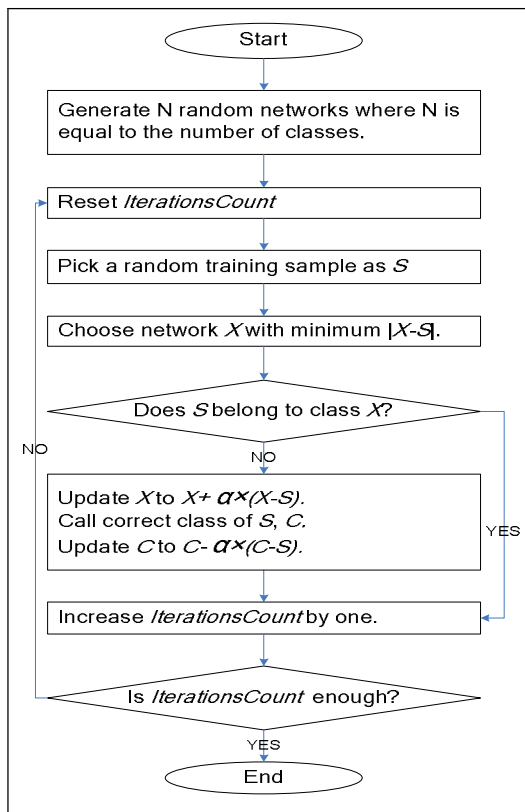 Start
Generate N random networks where N is
equal to the number of classes.
Reset IterationsCount
Pick a random training sample as S
Choose network X with minimum |X-S|.
Does S belong to class X?
NO
NO
Update X to X+ α×(X-S).
Call correct class of S, C.
Update C to C- α×(C-S).
YES
Increase IterationsCount by one.
Is IterationsCount enough?
YES
End